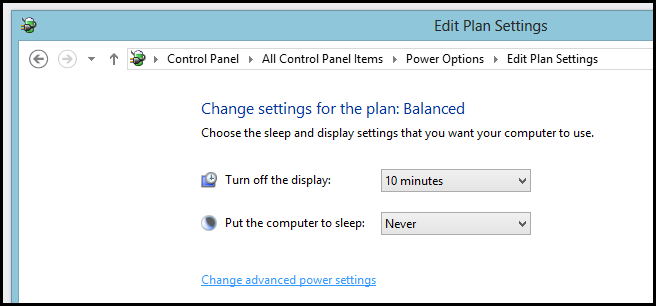 Edit Plan Settings
Control Panel All Control Panel Items Power Options Edit Plan Settings
Change settings for the plan: Balanced
Choose the sleep and display settings that you want your computer to use.
Turn off the display: 10 minutes
Put the computer to sleep: Never
Change advanced power settings